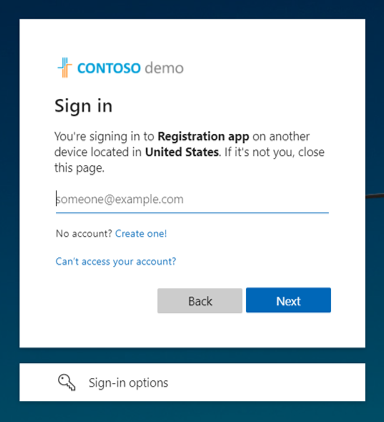 CONTOSO demo
Sign in
You're signing in to Registration app on another
device located in United States. If it's not you, close
this page.
someone@example.com
No account? Create one!
Can't access your account?
Back Next
Sign-in options